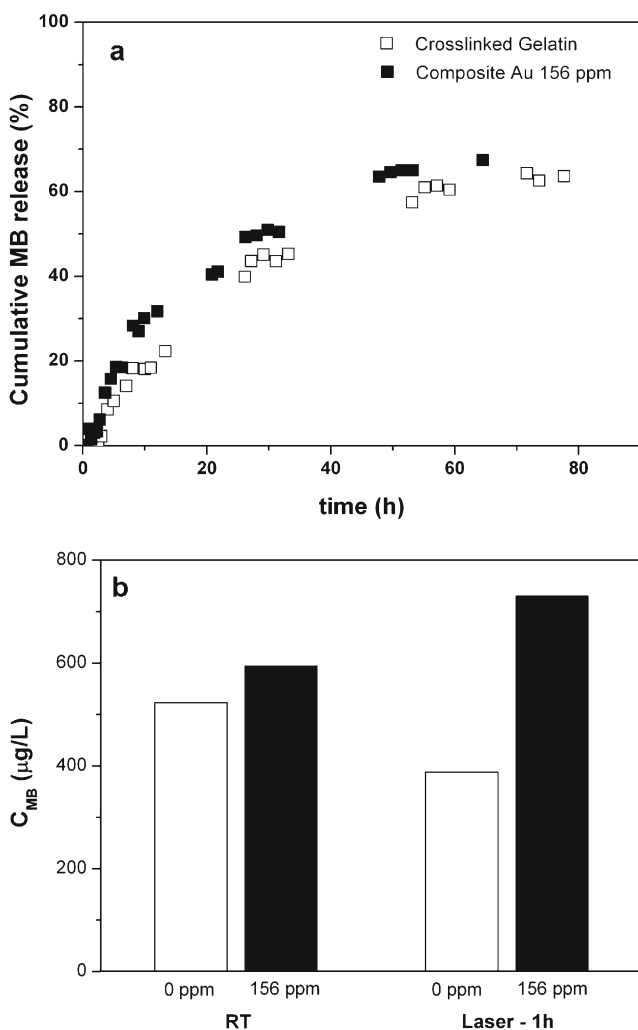 100
80
60
40
20
0
Cumulative MB release (%)
a
Crosslinked Gelatin
Composite Au 156 ppm
0 20 40 60 80
time (h)
800
600
400
200
0
C_MB (μg/L)
b
0 ppm 156 ppm 0 ppm 156 ppm
RT Laser - 1h